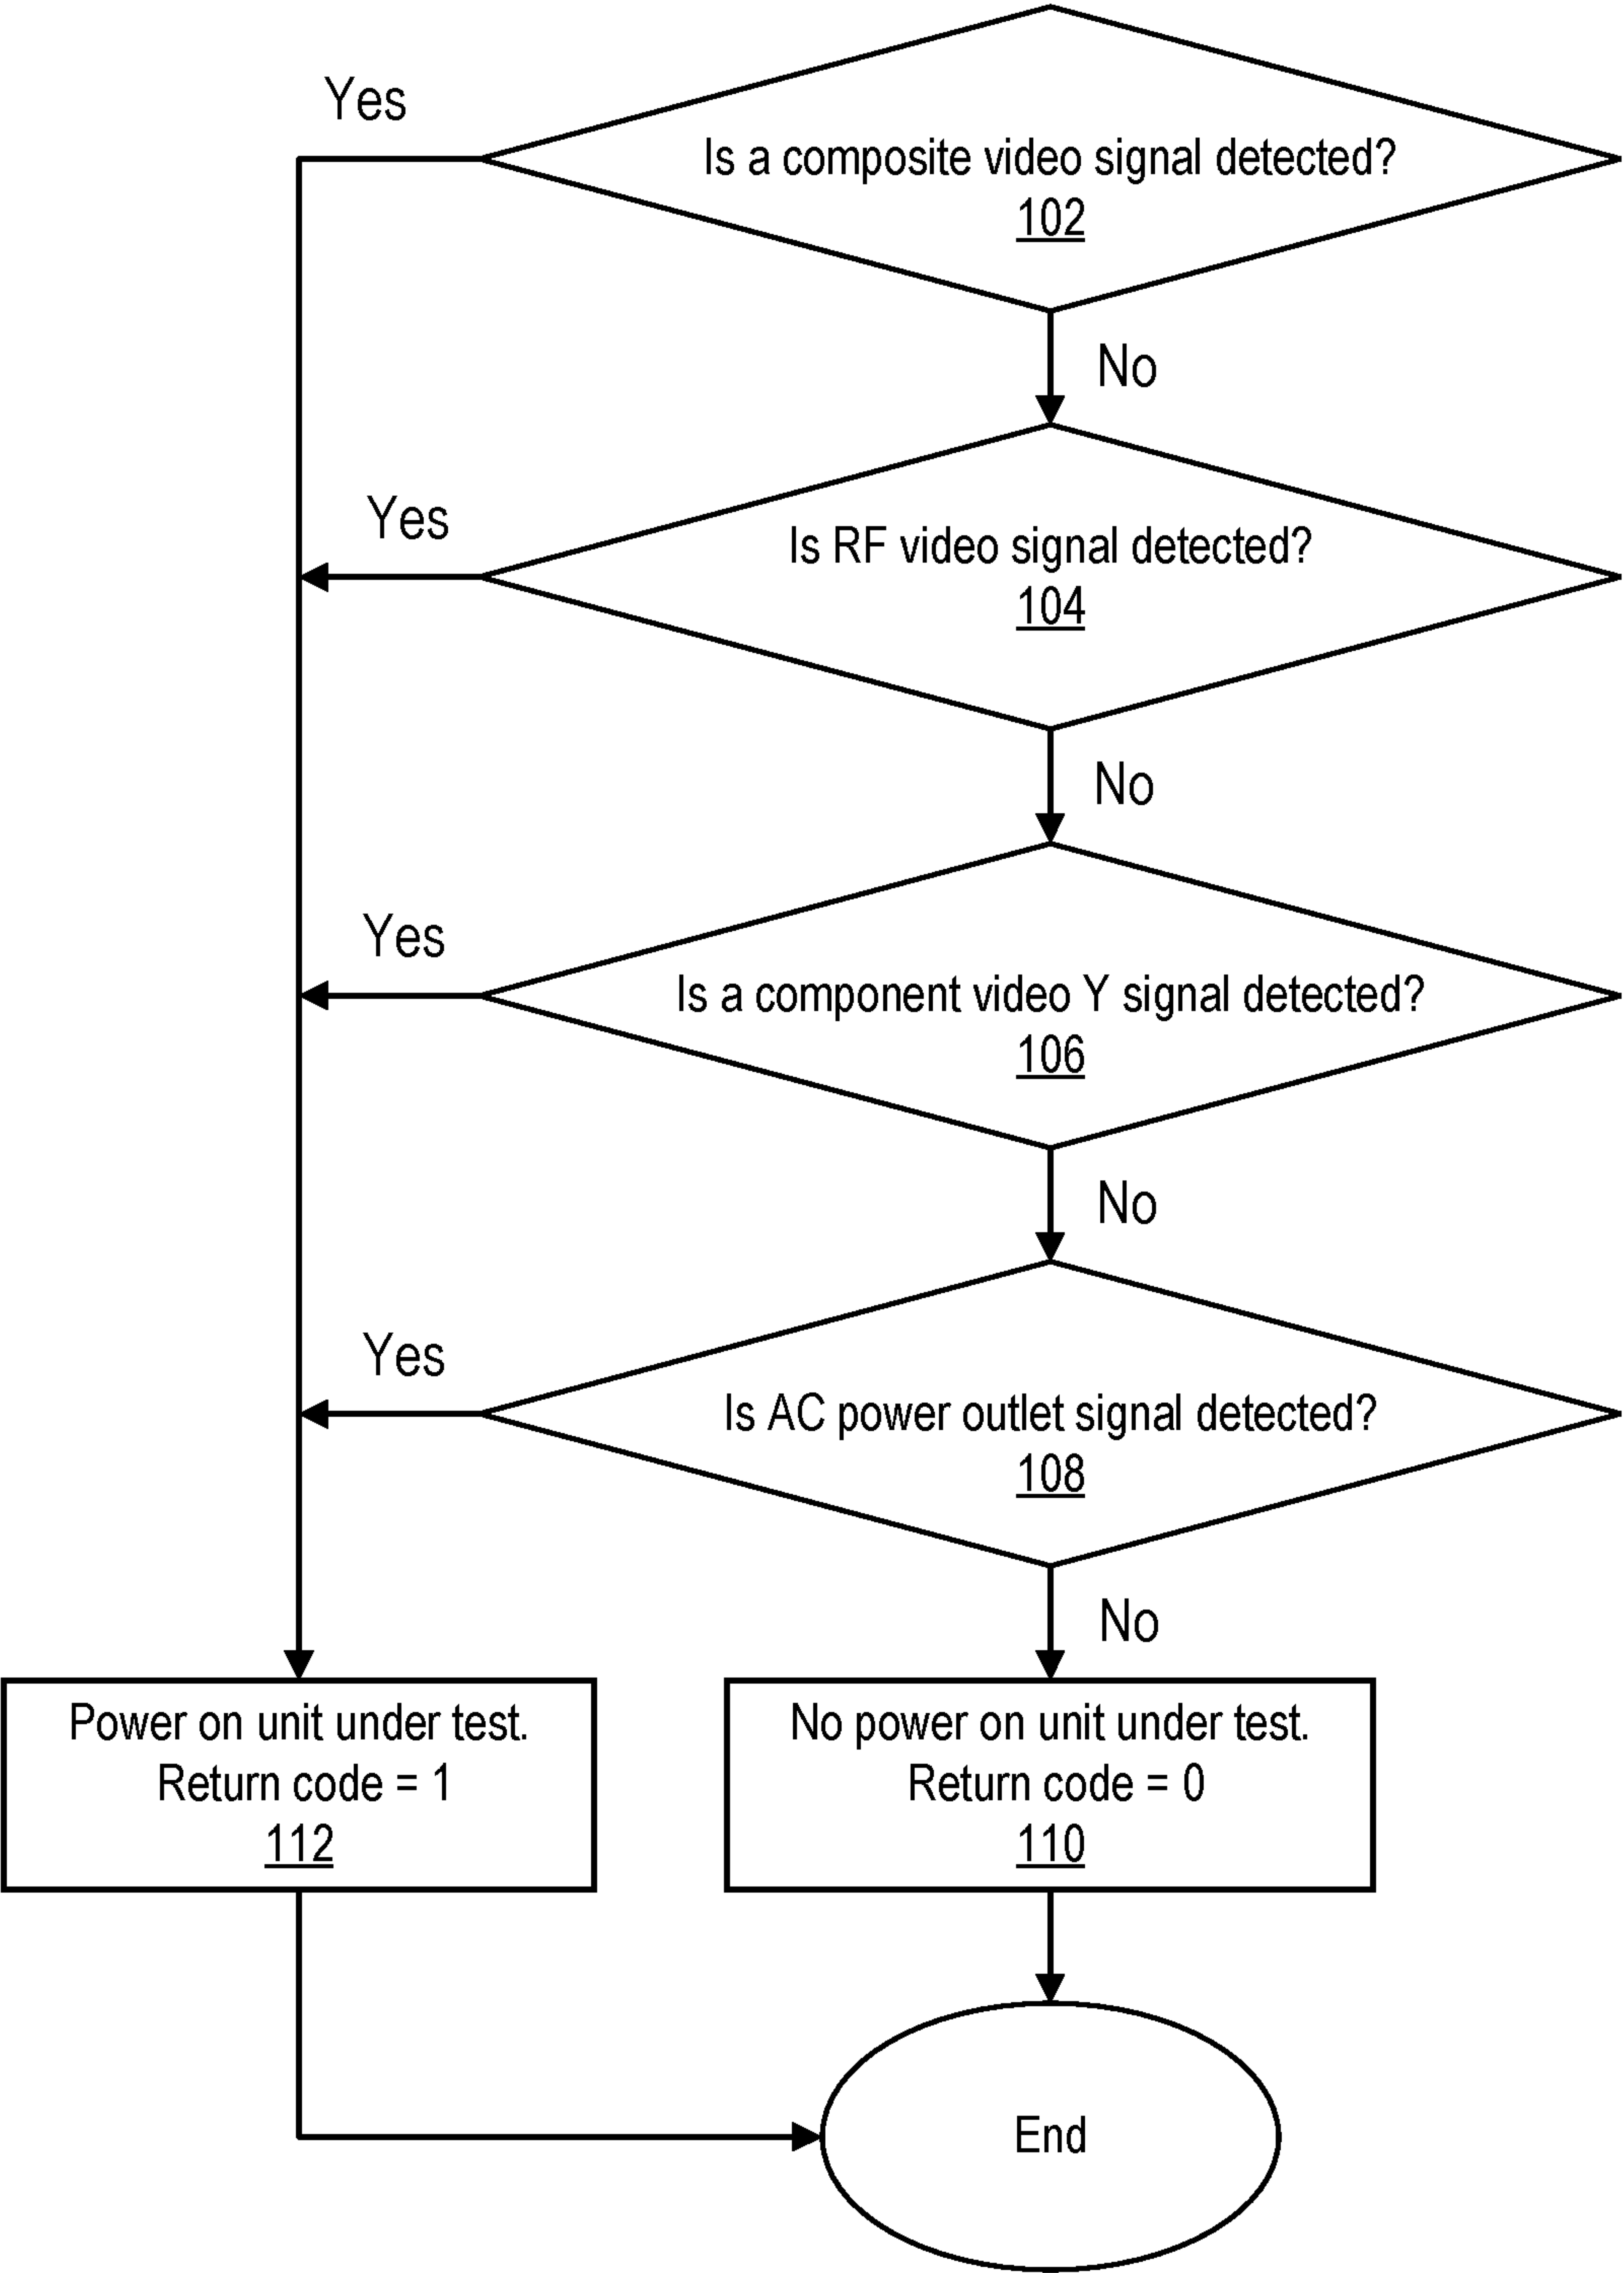 Yes
Is a composite video signal detected?
102
No
Yes
Is RF video signal detected?
104
No
Yes
Is a component video Y signal detected?
106
No
Yes
Is AC power outlet signal detected?
108
No
Power on unit under test.
Return code = 1
112
No power on unit under test.
Return code = 0
110
End